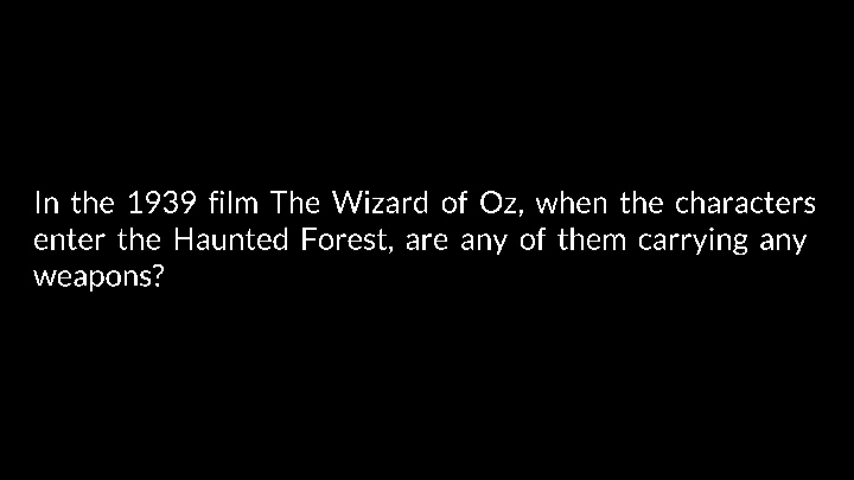 In the 1939 film The Wizard of Oz, when the characters
enter the Haunted Forest, are any of them carrying any
weapons?